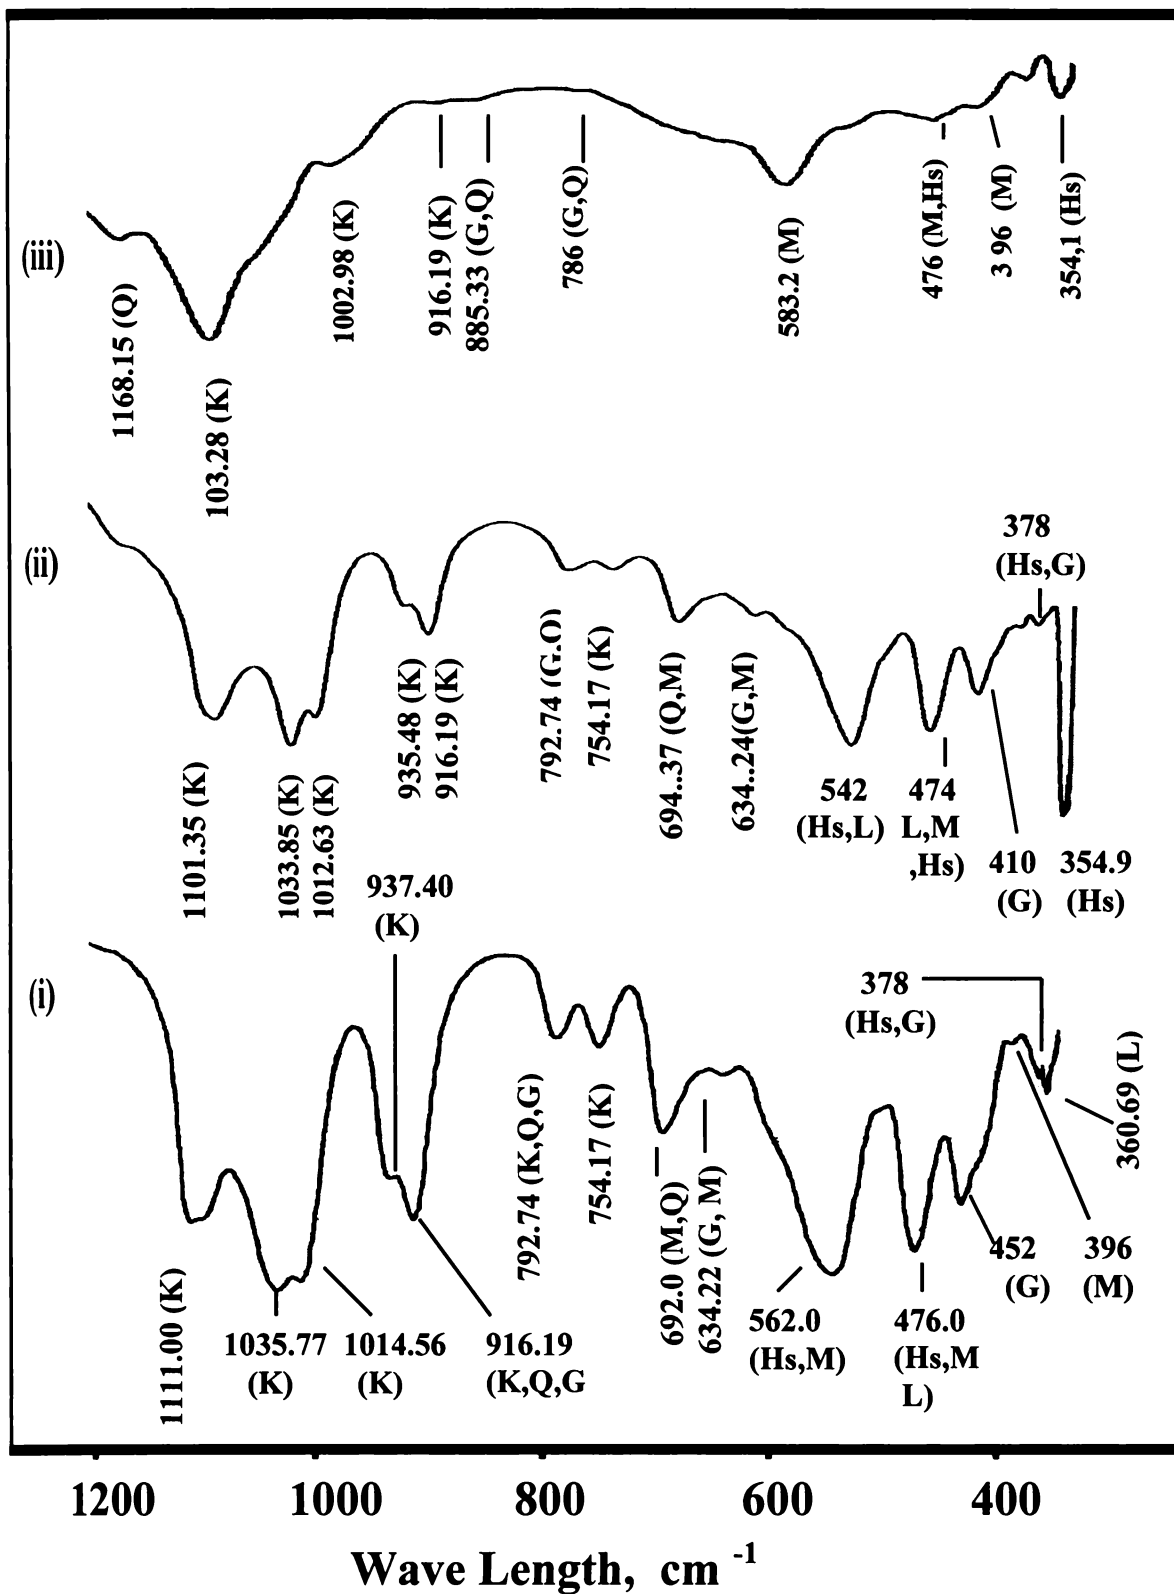 (iii)
1168.15 (Q)
103.28 (K)
1002.98 (K)
916.19 (K)
885.33 (G,Q)
786 (G,Q)
583.2 (M)
476 (M,Hs)
3 96 (M)
354,1 (Hs)
(ii)
1101.35 (K)
1033.85 (K)
1012.63 (K)
935.48 (K)
916.19 (K)
792.74 (G.Q)
754.17 (K)
694..37 (Q,M)
634..24(G,M)
542
(Hs,L)
474
L,M
,Hs)
410
(G)
378
(Hs,G)
354.9
(Hs)
(i)
1111.00 (K)
1035.77
(K)
1014.56
(K)
937.40
(K)
916.19
(K,Q,G
792.74 (K,Q,G)
754.17 (K)
692.0 (M,Q)
634.22 (G, M)
562.0
(Hs,M)
476.0
(Hs,M
L)
452
(G)
396
(M)
378
(Hs,G)
360.69 (L)
1200 1000 800 600 400
Wave Length, cm -1